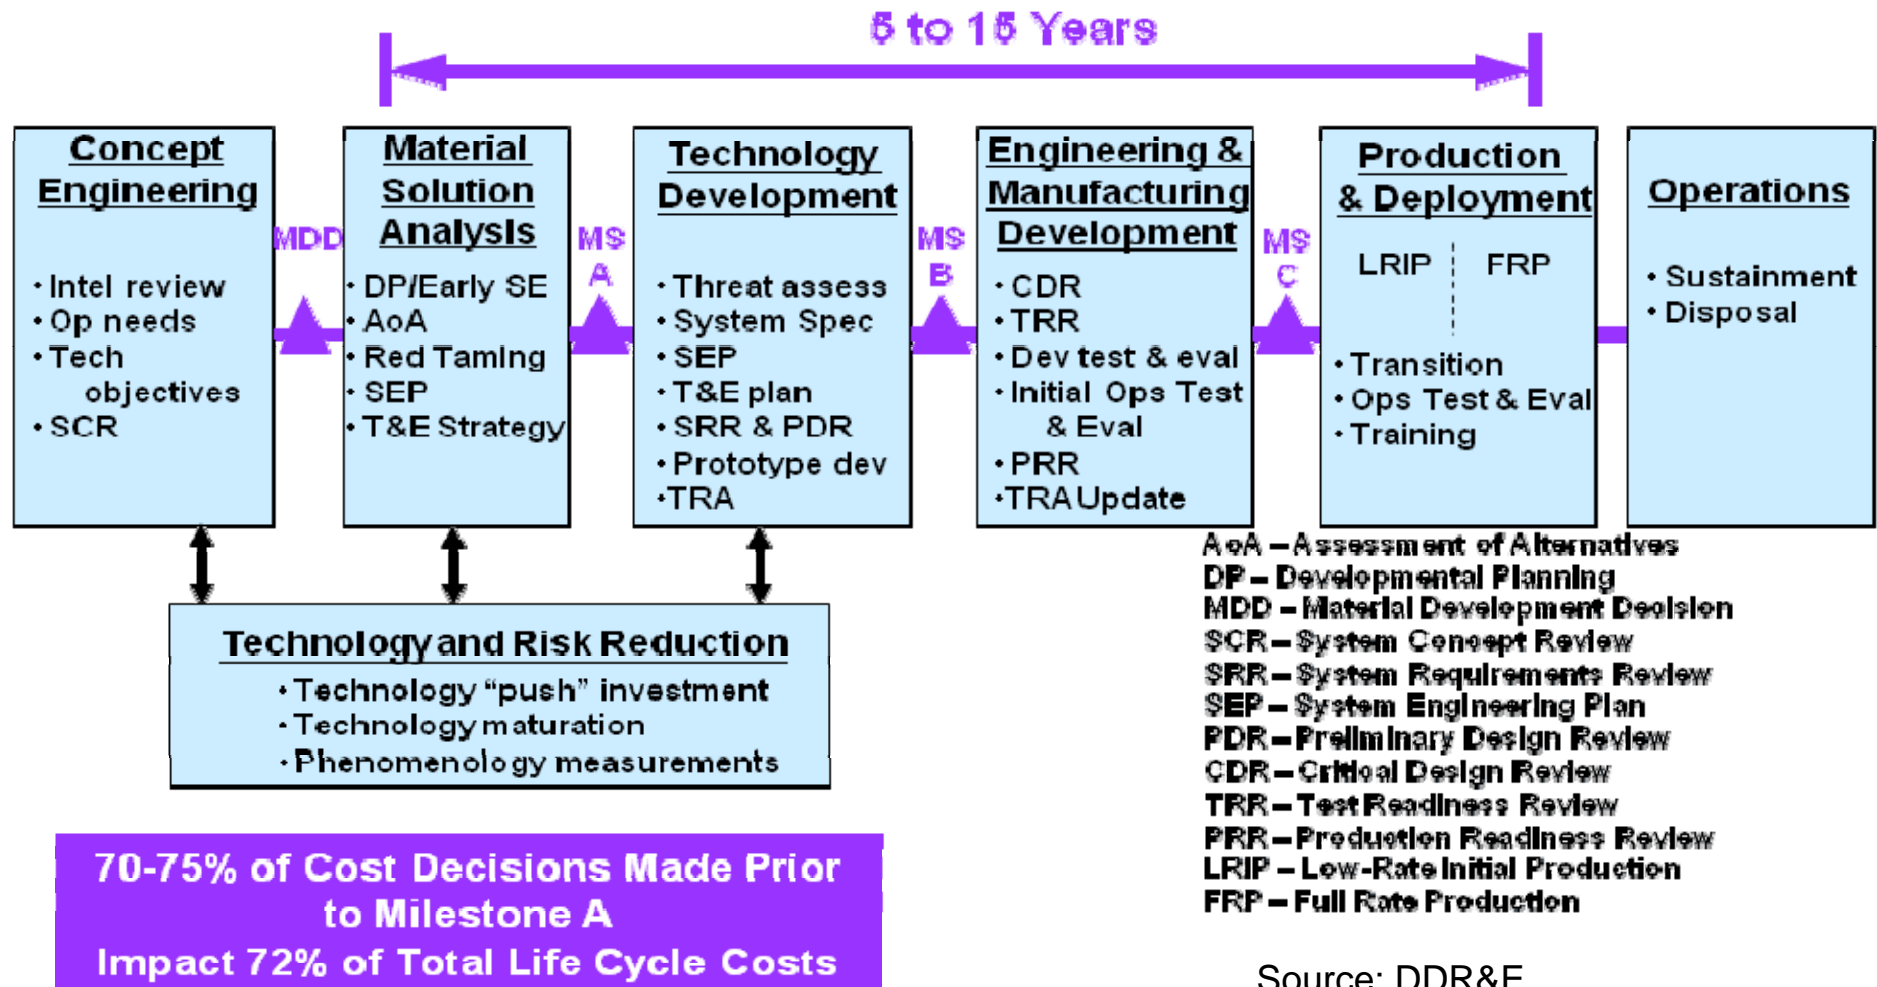 5 to 15 Years
Concept
Engineering
• Intel review
• Op needs
• Tech
objectives
• SCR
MDD
Material
Solution
Analysis
• DP/Early SE
• AoA
• Red Taming
• SEP
• T&E Strategy
MS
A
Technology
Development
• Threat assess
• System Spec
• SEP
• T&E plan
• SRR & PDR
• Prototype dev
•TRA
MS
B
Engineering &
Manufacturing
Development
• CDR
• TRR
• Dev test & eval
• Initial Ops Test
& Eval
• PRR
•TRA Update
MS
C
Production
& Deployment
LRIP FRP
• Transition
• Ops Test & Eval
• Training
Operations
• Sustainment
• Disposal
Technology and Risk Reduction
• Technology “push” investment
• Technology maturation
• Phenomenology measurements
70-75% of Cost Decisions Made Prior
to Milestone A
Impact 72% of Total Life Cycle Costs
AoA – Assessment of Alternatives
DP – Developmental Planning
MDD – Material Development Decision
SCR – System Concept Review
SRR – System Requirements Review
SEP – System Engineering Plan
PDR – Preliminary Design Review
CDR – Critical Design Review
TRR – Test Readiness Review
PRR – Production Readiness Review
LRIP – Low-Rate Initial Production
FRP – Full Rate Production
Source: DDR&E